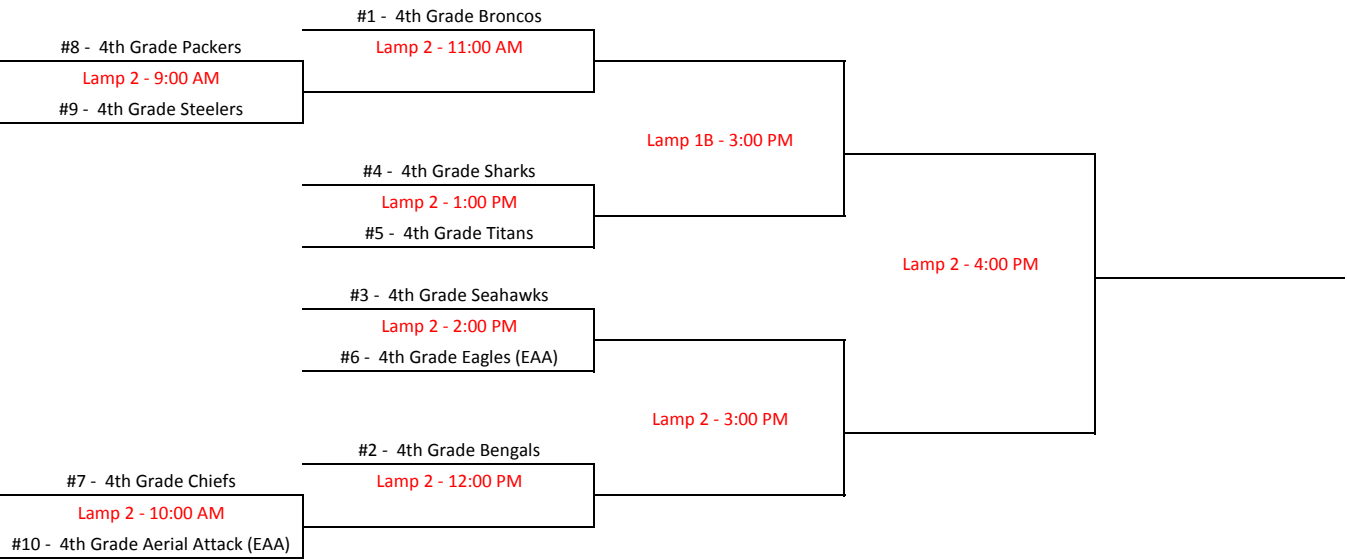 #1 - 4th Grade Broncos
#8 - 4th Grade Packers
Lamp 2 - 11:00 AM
Lamp 2 - 9:00 AM
#9 - 4th Grade Steelers
Lamp 1B - 3:00 PM
#4 - 4th Grade Sharks
Lamp 2 - 1:00 PM
#5 - 4th Grade Titans
Lamp 2 - 4:00 PM
#3 - 4th Grade Seahawks
Lamp 2 - 2:00 PM
#6 - 4th Grade Eagles (EAA)
Lamp 2 - 3:00 PM
#2 - 4th Grade Bengals
#7 - 4th Grade Chiefs
Lamp 2 - 12:00 PM
Lamp 2 - 10:00 AM
#10 - 4th Grade Aerial Attack (EAA)